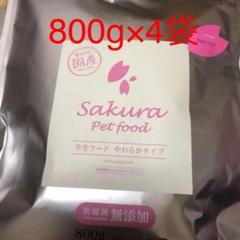 800g×4袋
国産
Sakura
Pet food
半生フード やわらかタイプ
防腐剤 無添加
800g